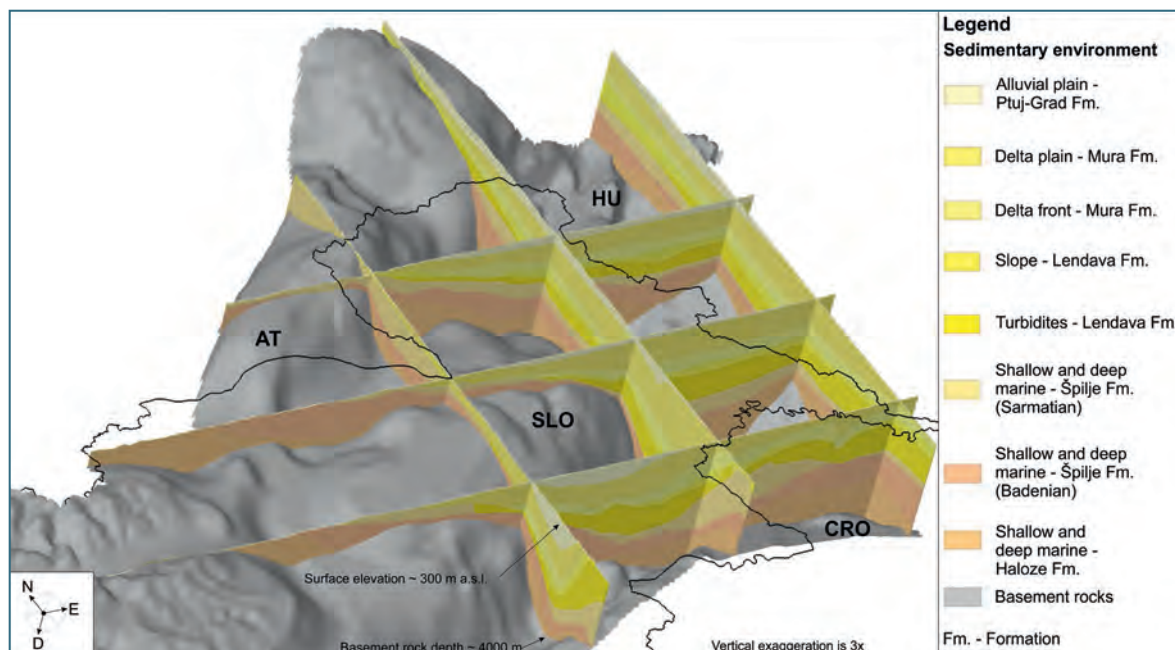 HU
AT
SLO
CRO
Surface elevation ~ 300 m a.s.l.
Basement rock depth ~ 4000 m
Vertical exaggeration is 3x
N
E
D
Legend
Sedimentary environment
Alluvial plain -
Ptuj-Grad Fm.
Delta plain - Mura Fm.
Delta front - Mura Fm.
Slope - Lendava Fm.
Turbidites - Lendava Fm
Shallow and deep
marine - Špilje Fm.
(Sarmatian)
Shallow and deep
marine - Špilje Fm.
(Badenian)
Shallow and
deep marine -
Haloze Fm.
Basement rocks
Fm. - Formation